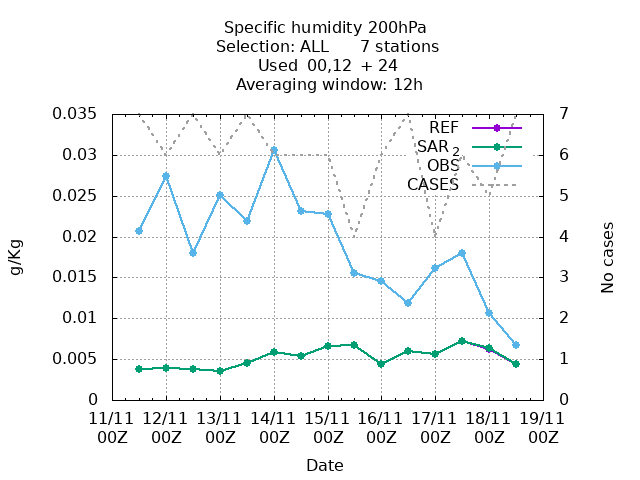 Specific humidity 200hPa
Selection: ALL 7 stations
Used 00,12 + 24
Averaging window: 12h
g/Kg
0.035
0.03
0.025
0.02
0.015
0.01
0.005
0
7
6
5
4
3
2
1
0
No cases
REF
SAR 2
OBS
CASES
11/11 12/11 13/11 14/11 15/11 16/11 17/11 18/11 19/11
00Z 00Z 00Z 00Z 00Z 00Z 00Z 00Z 00Z
Date